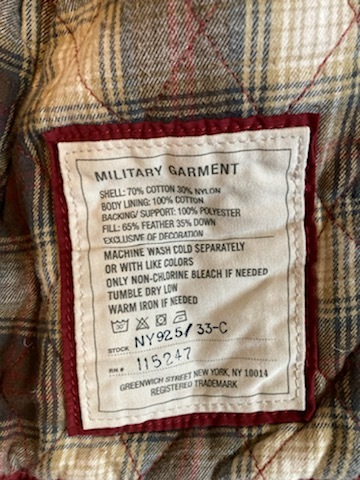 MILITARY GARMENT
SHELL: 70% COTTON 30% NYLON
BODY LINING: 100% COTTON
BACKING/ SUPPORT: 100% POLYESTER
FILL: 65% FEATHER 35% DOWN
EXCLUSIVE OF DECORATION
MACHINE WASH COLD SEPARATELY
OR WITH LIKE COLORS
ONLY NON-CHLORINE BLEACH IF NEEDED
TUMBLE DRY LOW
WARM IRON IF NEEDED
STOCK NY925/33-C
RN# 115247
GREENWICH STREET NEW YORK, NY 10014
REGISTERED TRADEMARK